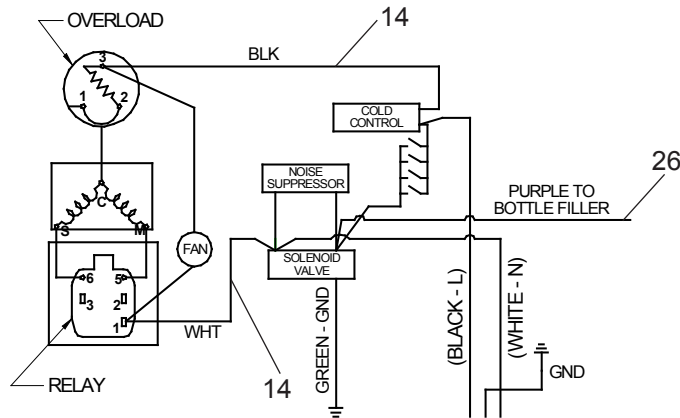 OVERLOAD
14
3
BLK
1
2
COLD
CONTROL
NOISE
SUPPRESSOR
26
PURPLE TO
BOTTLE FILLER
C
S
M
FAN
SOLENOID
VALVE
6
5
3
2
1
WHT
GREEN - GND
(BLACK - L)
(WHITE - N)
GND
RELAY
14